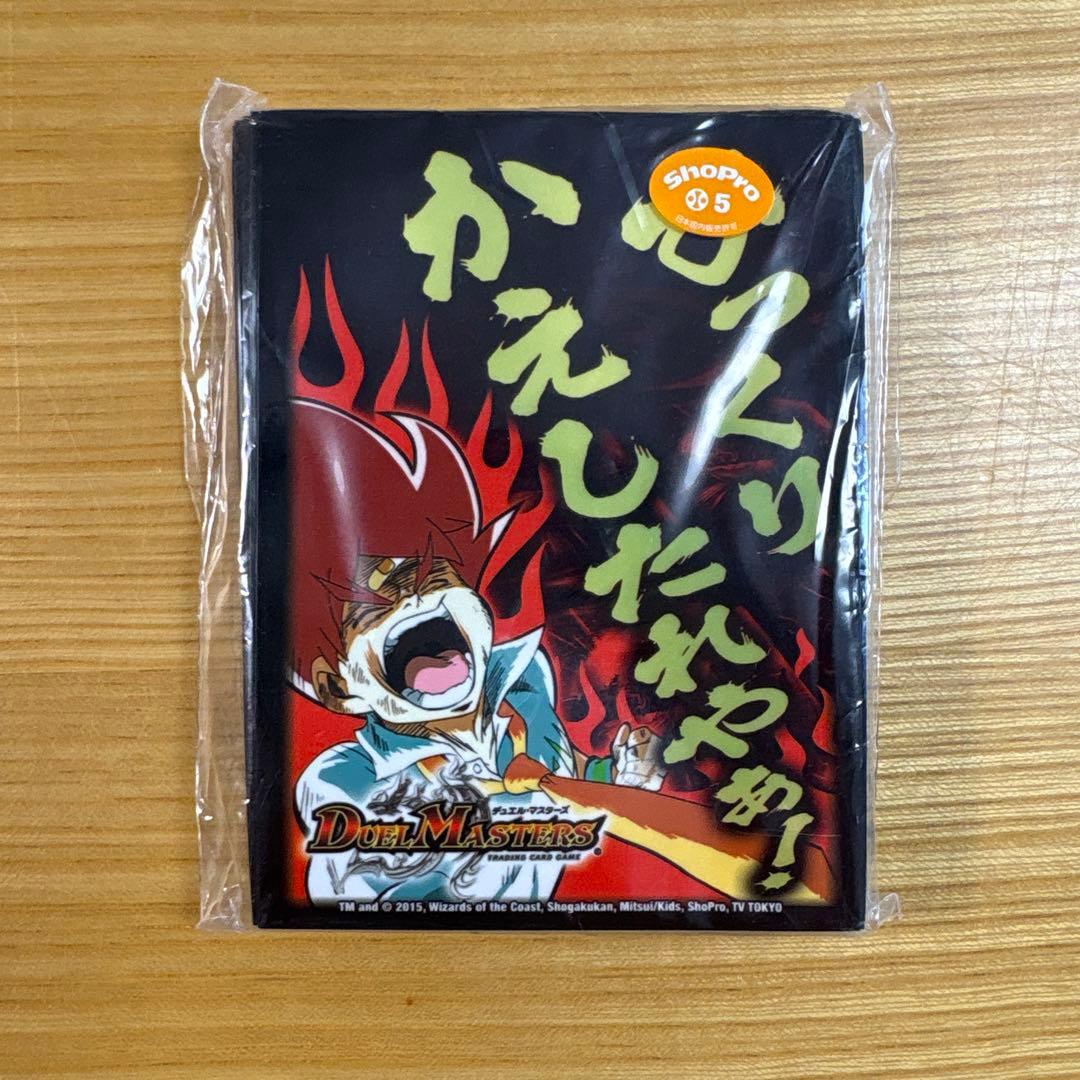 ひっくり
かえしたれやぁー!
ShoPro
5
日本国内販売許可
デュエル・マスターズ
DUEL MASTERS
TRADING CARD GAME
TM and © 2015, Wizards of the Coast, Shogakukan, Mitsui/Kids, ShoPro, TV TOKYO